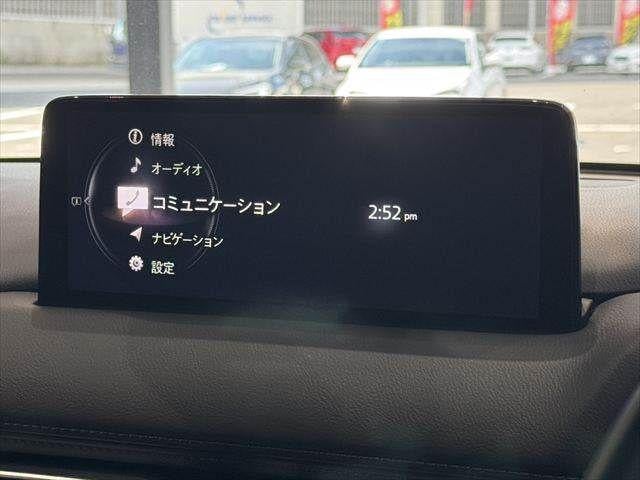 情報
オーディオ
コミュニケーション
2:52 pm
ナビゲーション
設定